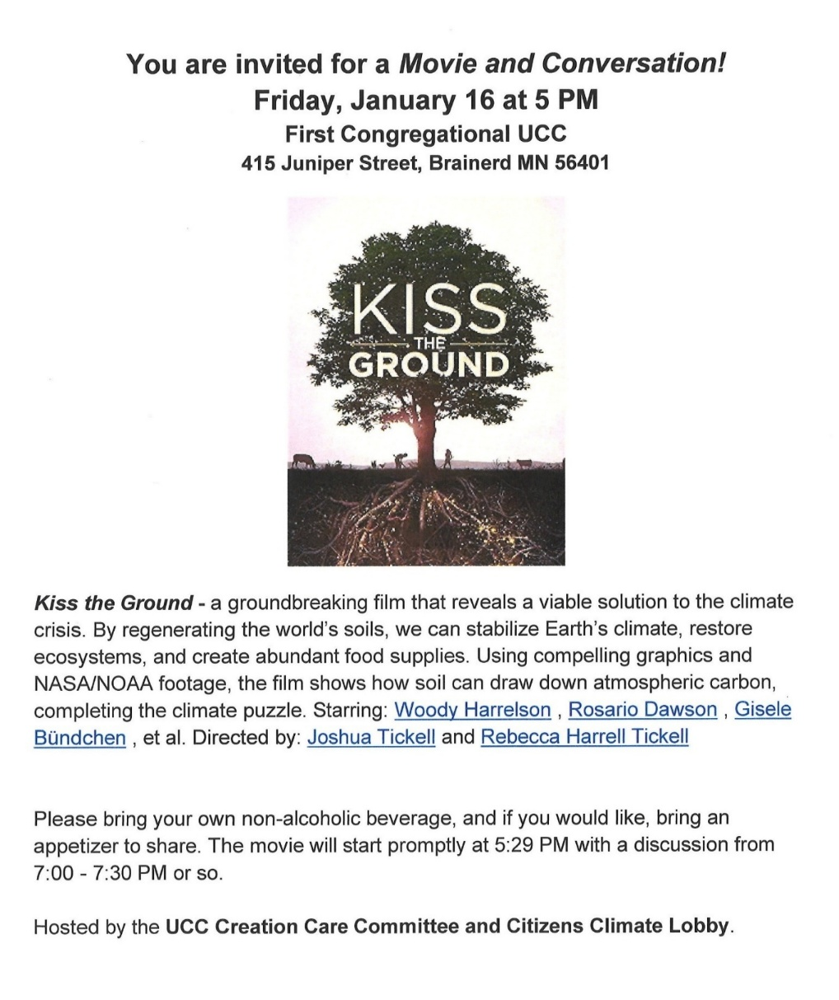 You are invited for a Movie and Conversation!
Friday, January 16 at 5 PM
First Congregational UCC
415 Juniper Street, Brainerd MN 56401
KISS
THE
GROUND
Kiss the Ground - a groundbreaking film that reveals a viable solution to the climate
crisis. By regenerating the world's soils, we can stabilize Earth's climate, restore
ecosystems, and create abundant food supplies. Using compelling graphics and
NASA/NOAA footage, the film shows how soil can draw down atmospheric carbon,
completing the climate puzzle. Starring: Woody Harrelson , Rosario Dawson , Gisele
Bündchen , et al. Directed by: Joshua Tickell and Rebecca Harrell Tickell
Please bring your own non-alcoholic beverage, and if you would like, bring an
appetizer to share. The movie will start promptly at 5:29 PM with a discussion from
7:00 - 7:30 PM or so.
Hosted by the UCC Creation Care Committee and Citizens Climate Lobby.